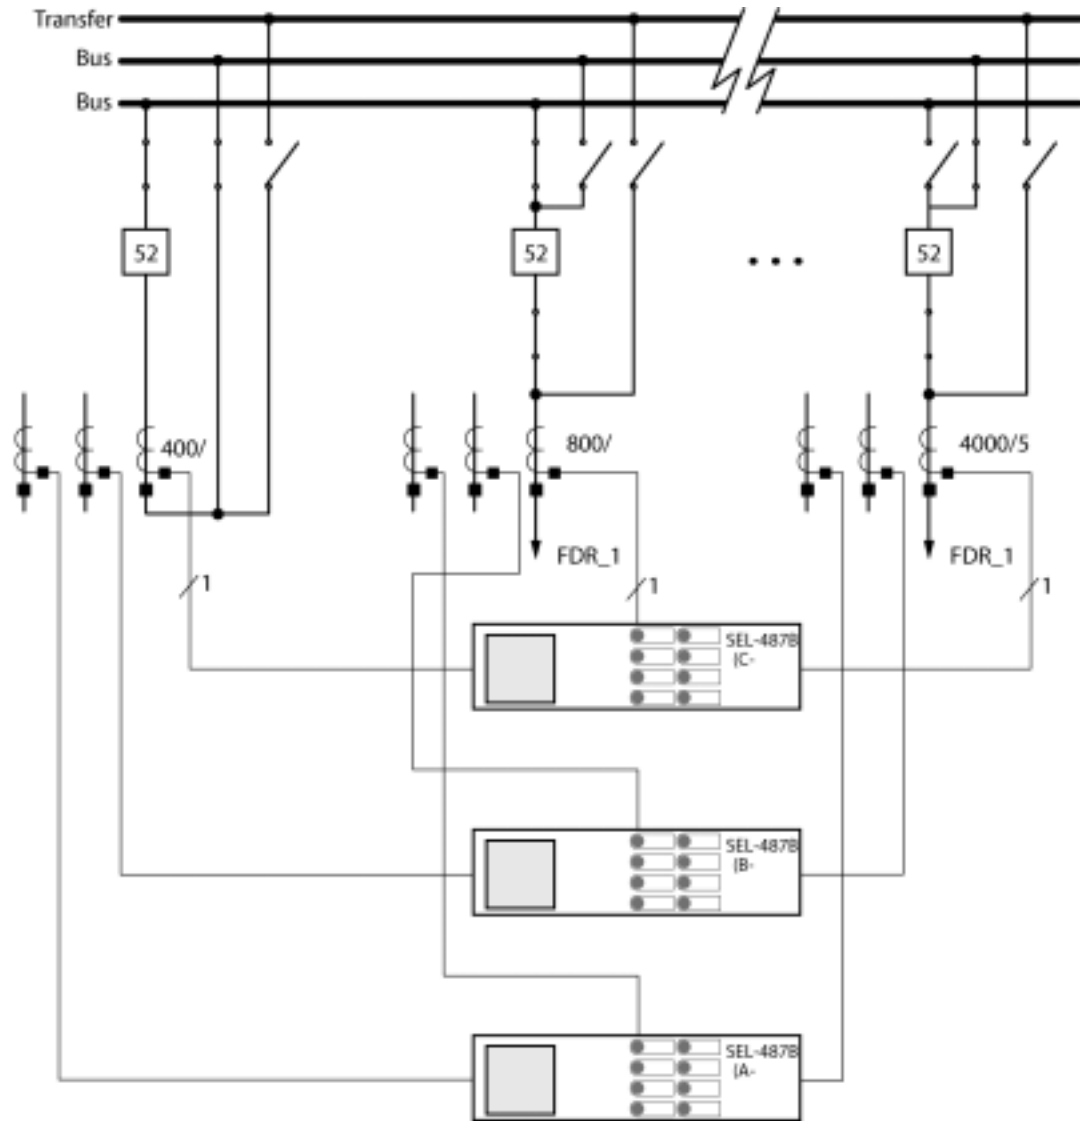 Transfer
Bus
Bus
52
52
52
400/
800/
4000/5
FDR_1
FDR_1
1
1
1
SEL-487B
(C-
SEL-487B
(B-
SEL-487B
(A-